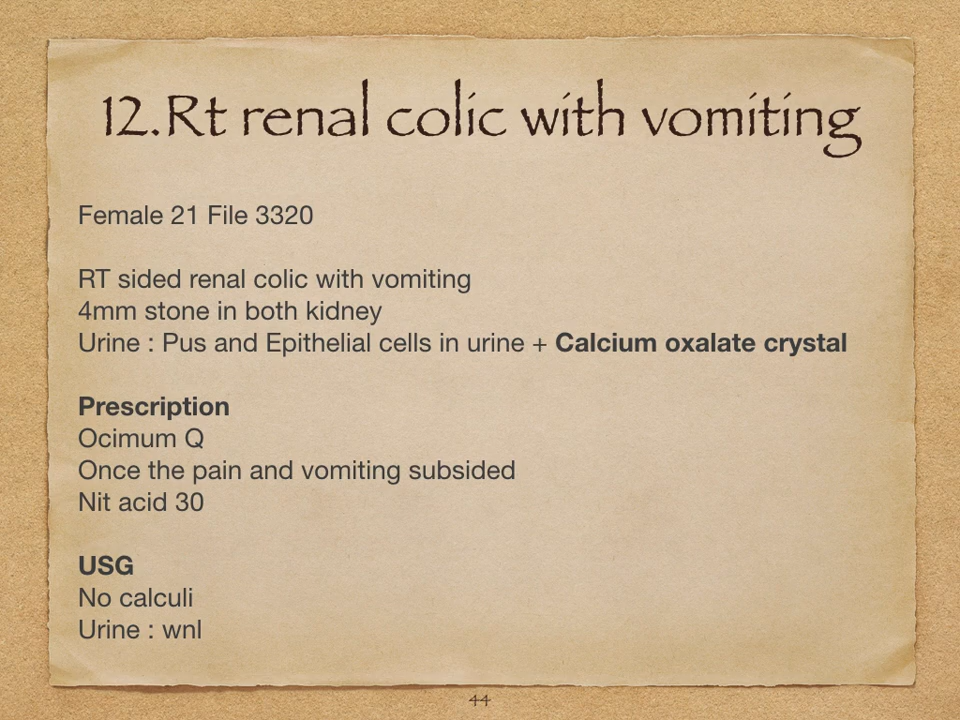 12.Rt renal colic with vomiting
Female 21 File 3320
RT sided renal colic with vomiting
4mm stone in both kidney
Urine : Pus and Epithelial cells in urine + Calcium oxalate crystal
Prescription
Ocimum Q
Once the pain and vomiting subsided
Nit acid 30
USG
No calculi
Urine : wnl
44